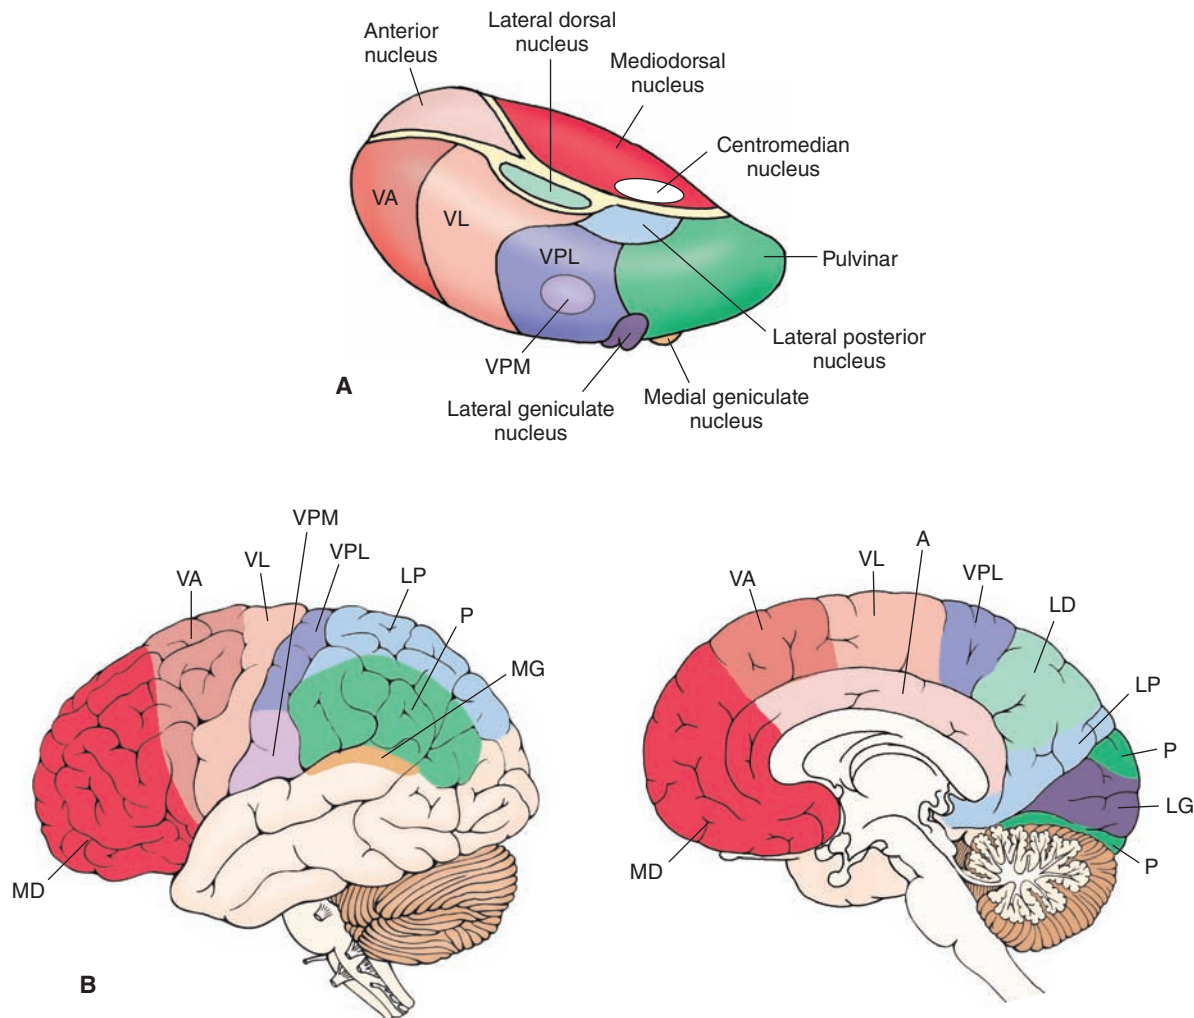 Anterior
nucleus
Lateral dorsal
nucleus
Mediodorsal
nucleus
Centromedian
nucleus
VA
VL
VPL
Pulvinar
VPM
Lateral posterior
nucleus
Lateral geniculate
nucleus
Medial geniculate
nucleus
A
VPM
VL
VPL
VA
LP
P
MG
MD
B
A
VL
VPL
VA
LD
LP
P
LG
P
MD